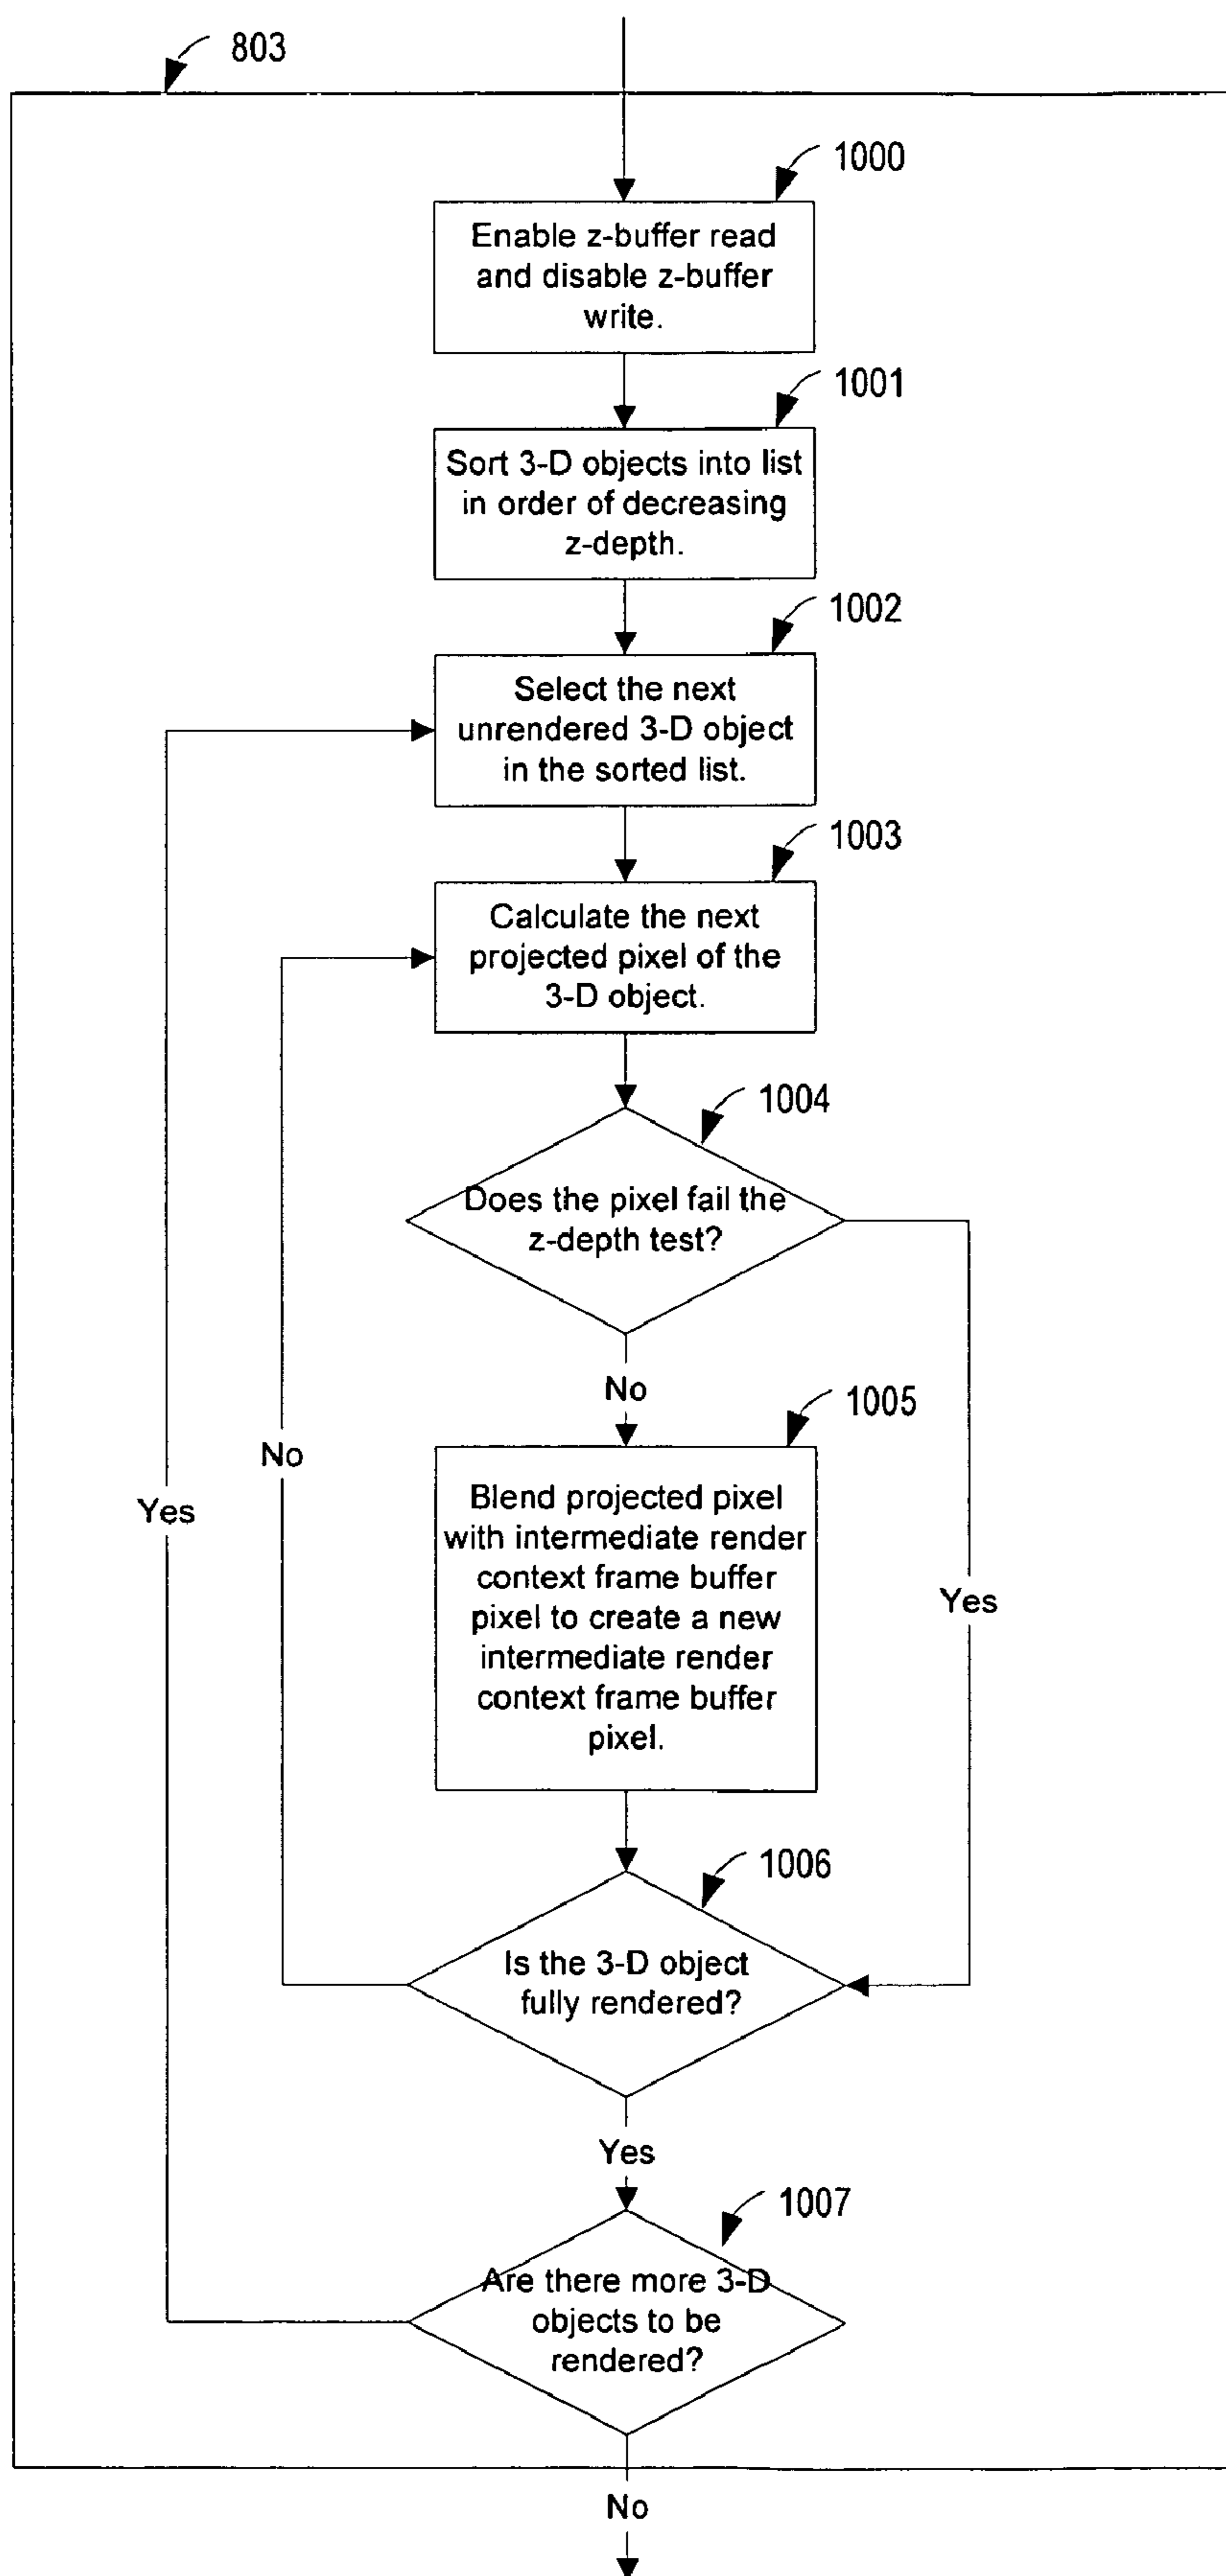 803
1000
Enable z-buffer read
and disable z-buffer
write.
1001
Sort 3-D objects into list
in order of decreasing
z-depth.
1002
Select the next
unrendered 3-D object
in the sorted list.
1003
Calculate the next
projected pixel of the
3-D object.
1004
Does the pixel fail the
z-depth test?
No
1005
Blend projected pixel
with intermediate render
context frame buffer
pixel to create a new
intermediate render
context frame buffer
pixel.
No
Yes
Yes
1006
Is the 3-D object
fully rendered?
Yes
1007
Are there more 3-D
objects to be
rendered?
No